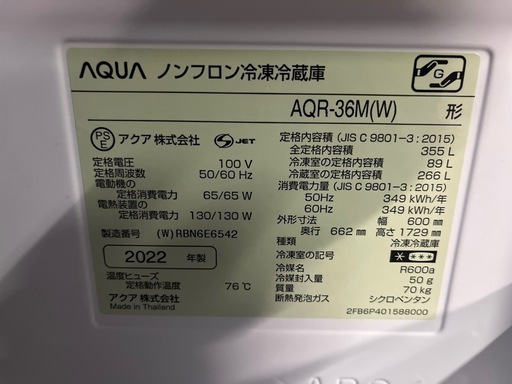 AQUA ノンフロン冷凍冷蔵庫
G
AQR-36M(W) 形
PS E アクア株式会社 S JET
定格電圧 100 V
定格周波数 50/60 Hz
電動機の
定格消費電力 65/65 W
電熱装置の
定格消費電力 130/130 W
製造番号 (W)RBN6E6542
2022 年製
温度ヒューズ
定格動作温度 76℃
アクア 株式会社
Made in Thailand
定格内容積 (JIS C 9801-3 : 2015)
全定格内容積 355 L
冷凍室の定格内容積 89 L
冷蔵室の定格内容積 266 L
消費電力量 (JIS C 9801-3 : 2015)
50Hz 349 kWh/年
60Hz 349 kWh/年
外形寸法 幅 600 mm
奥行 662 mm 高さ 1729 mm
種類 冷凍冷蔵庫
冷凍室の記号
冷媒名 R600a
冷媒封入量 50 g
質量 70 kg
断熱発泡ガス シクロペンタン
2FB6P401588000